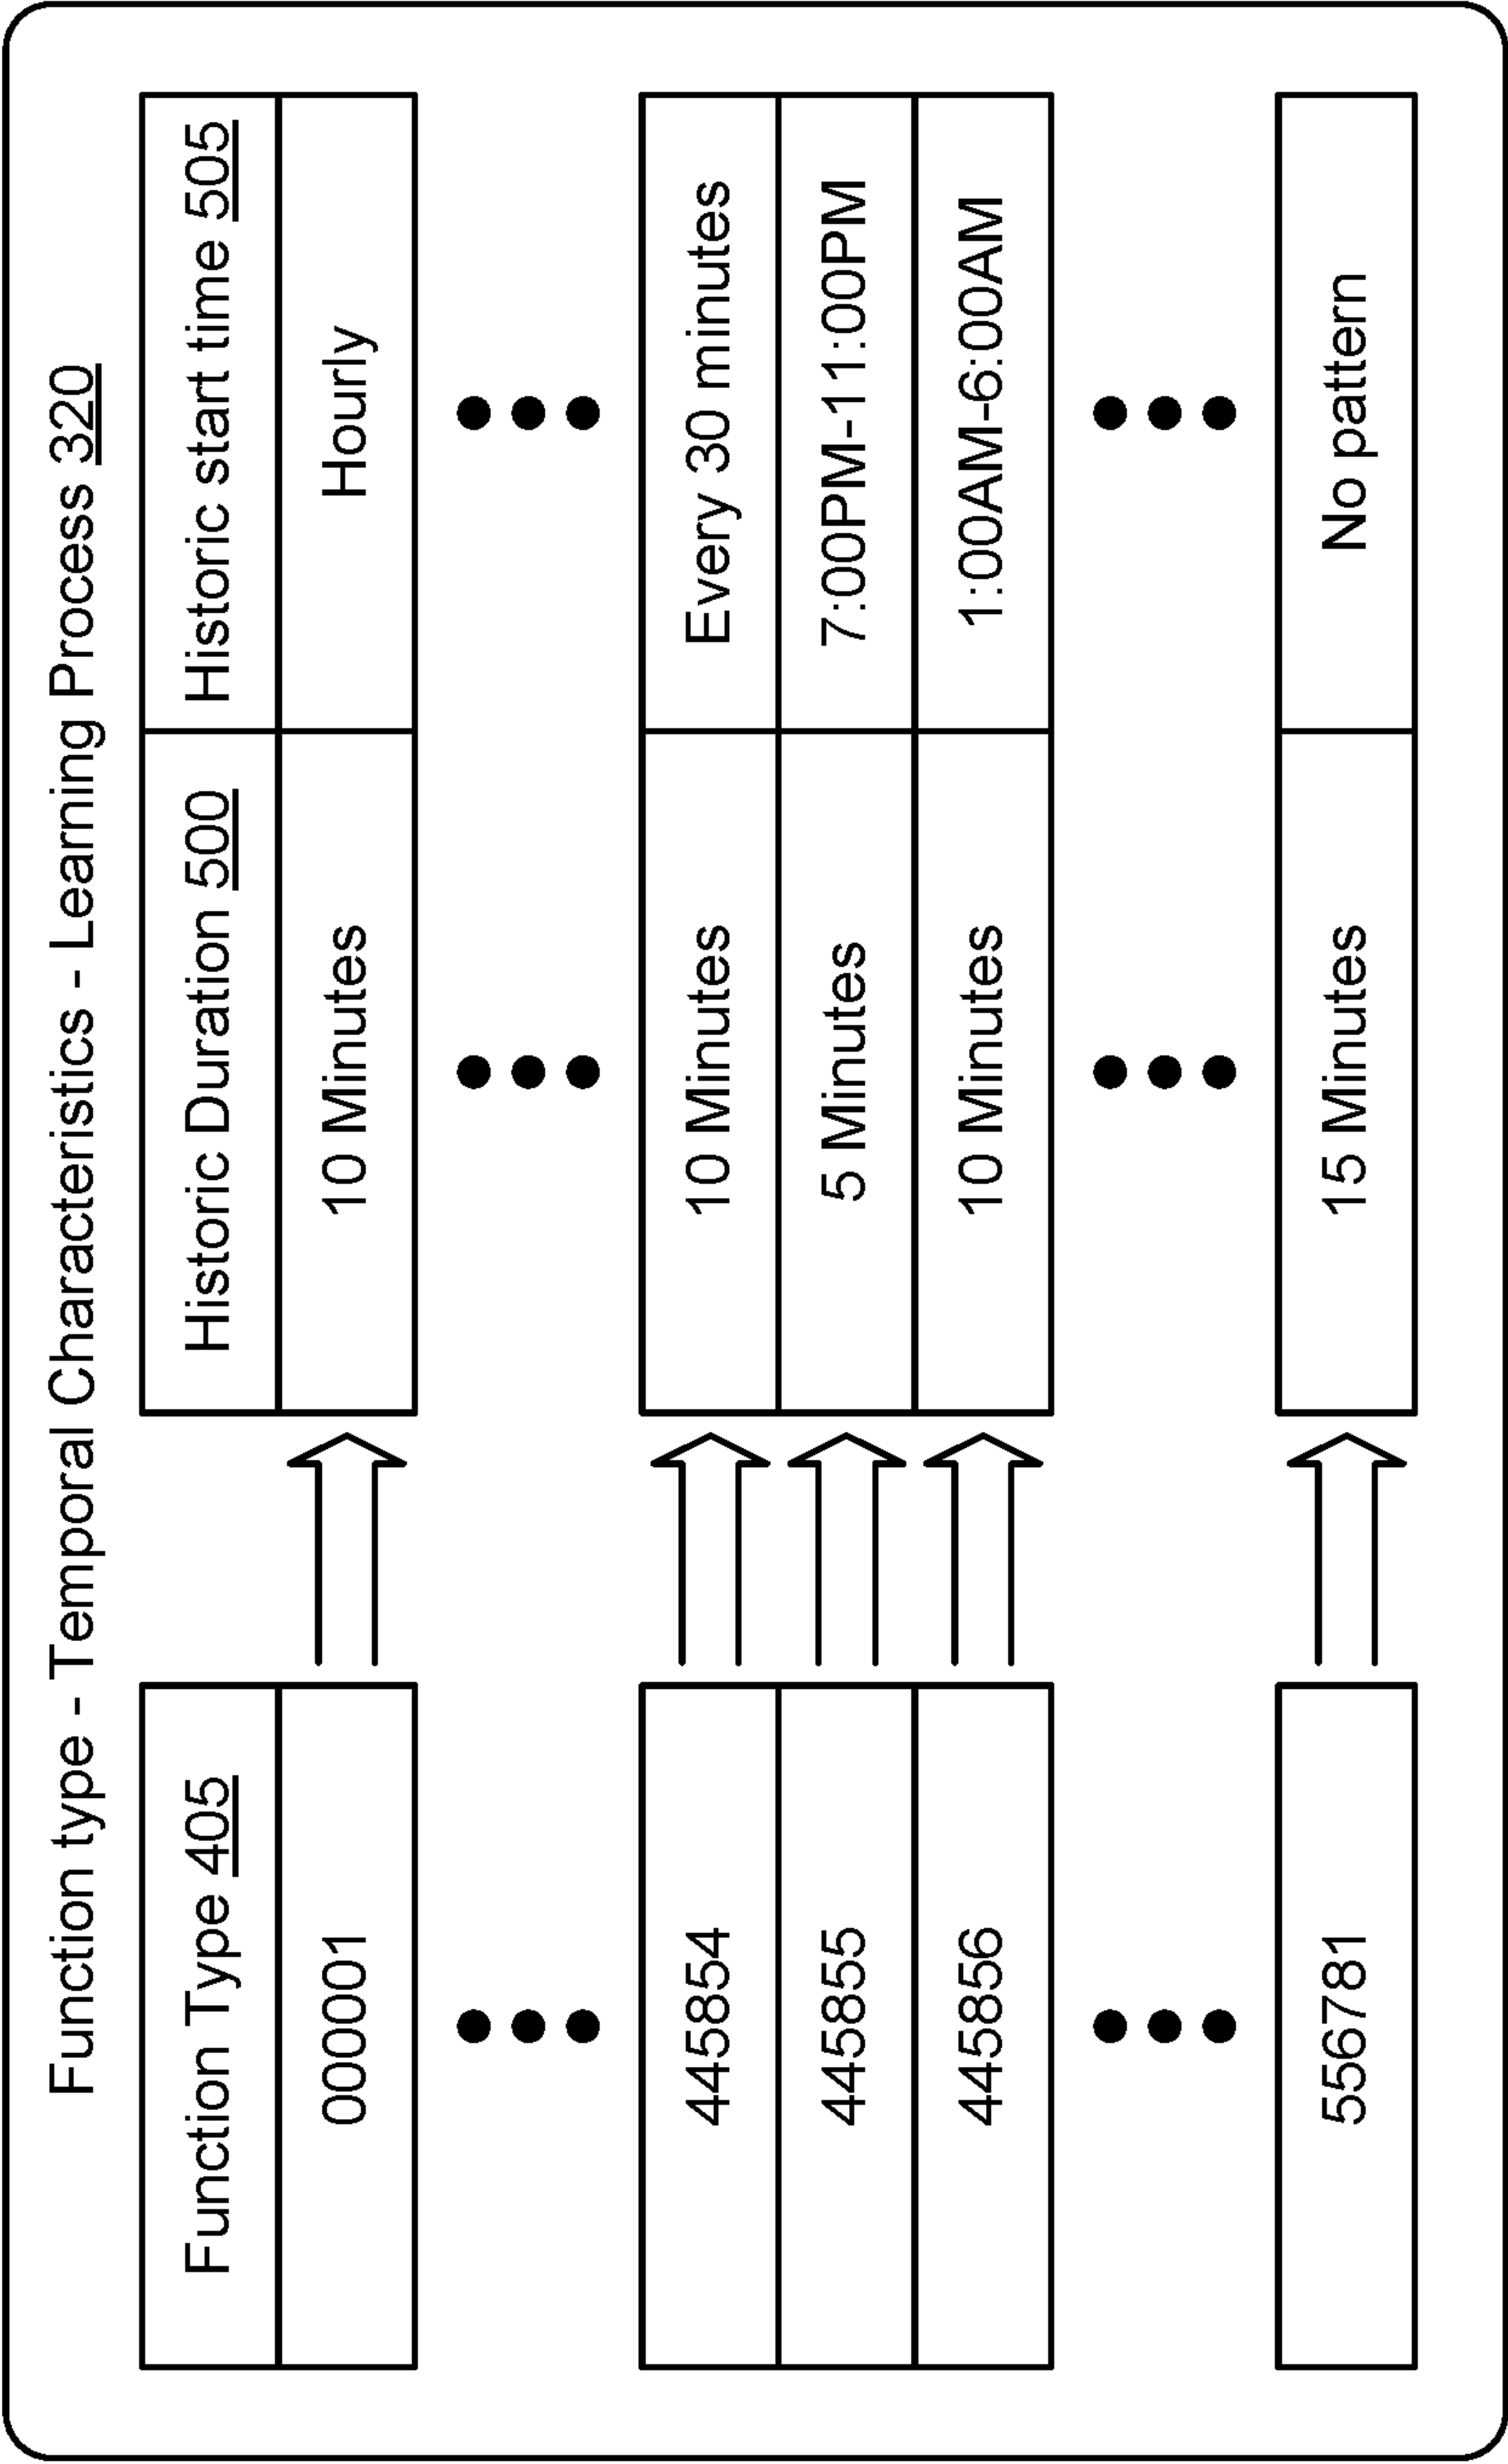 Function type - Temporal Characteristics - Learning Process 320
Function Type 405 Historic Duration 500 Historic start time 505
000001 10 Minutes Hourly
445854 10 Minutes Every 30 minutes
445855 5 Minutes 7:00PM-11:00PM
445856 10 Minutes 1:00AM-6:00AM
556781 15 Minutes No pattern